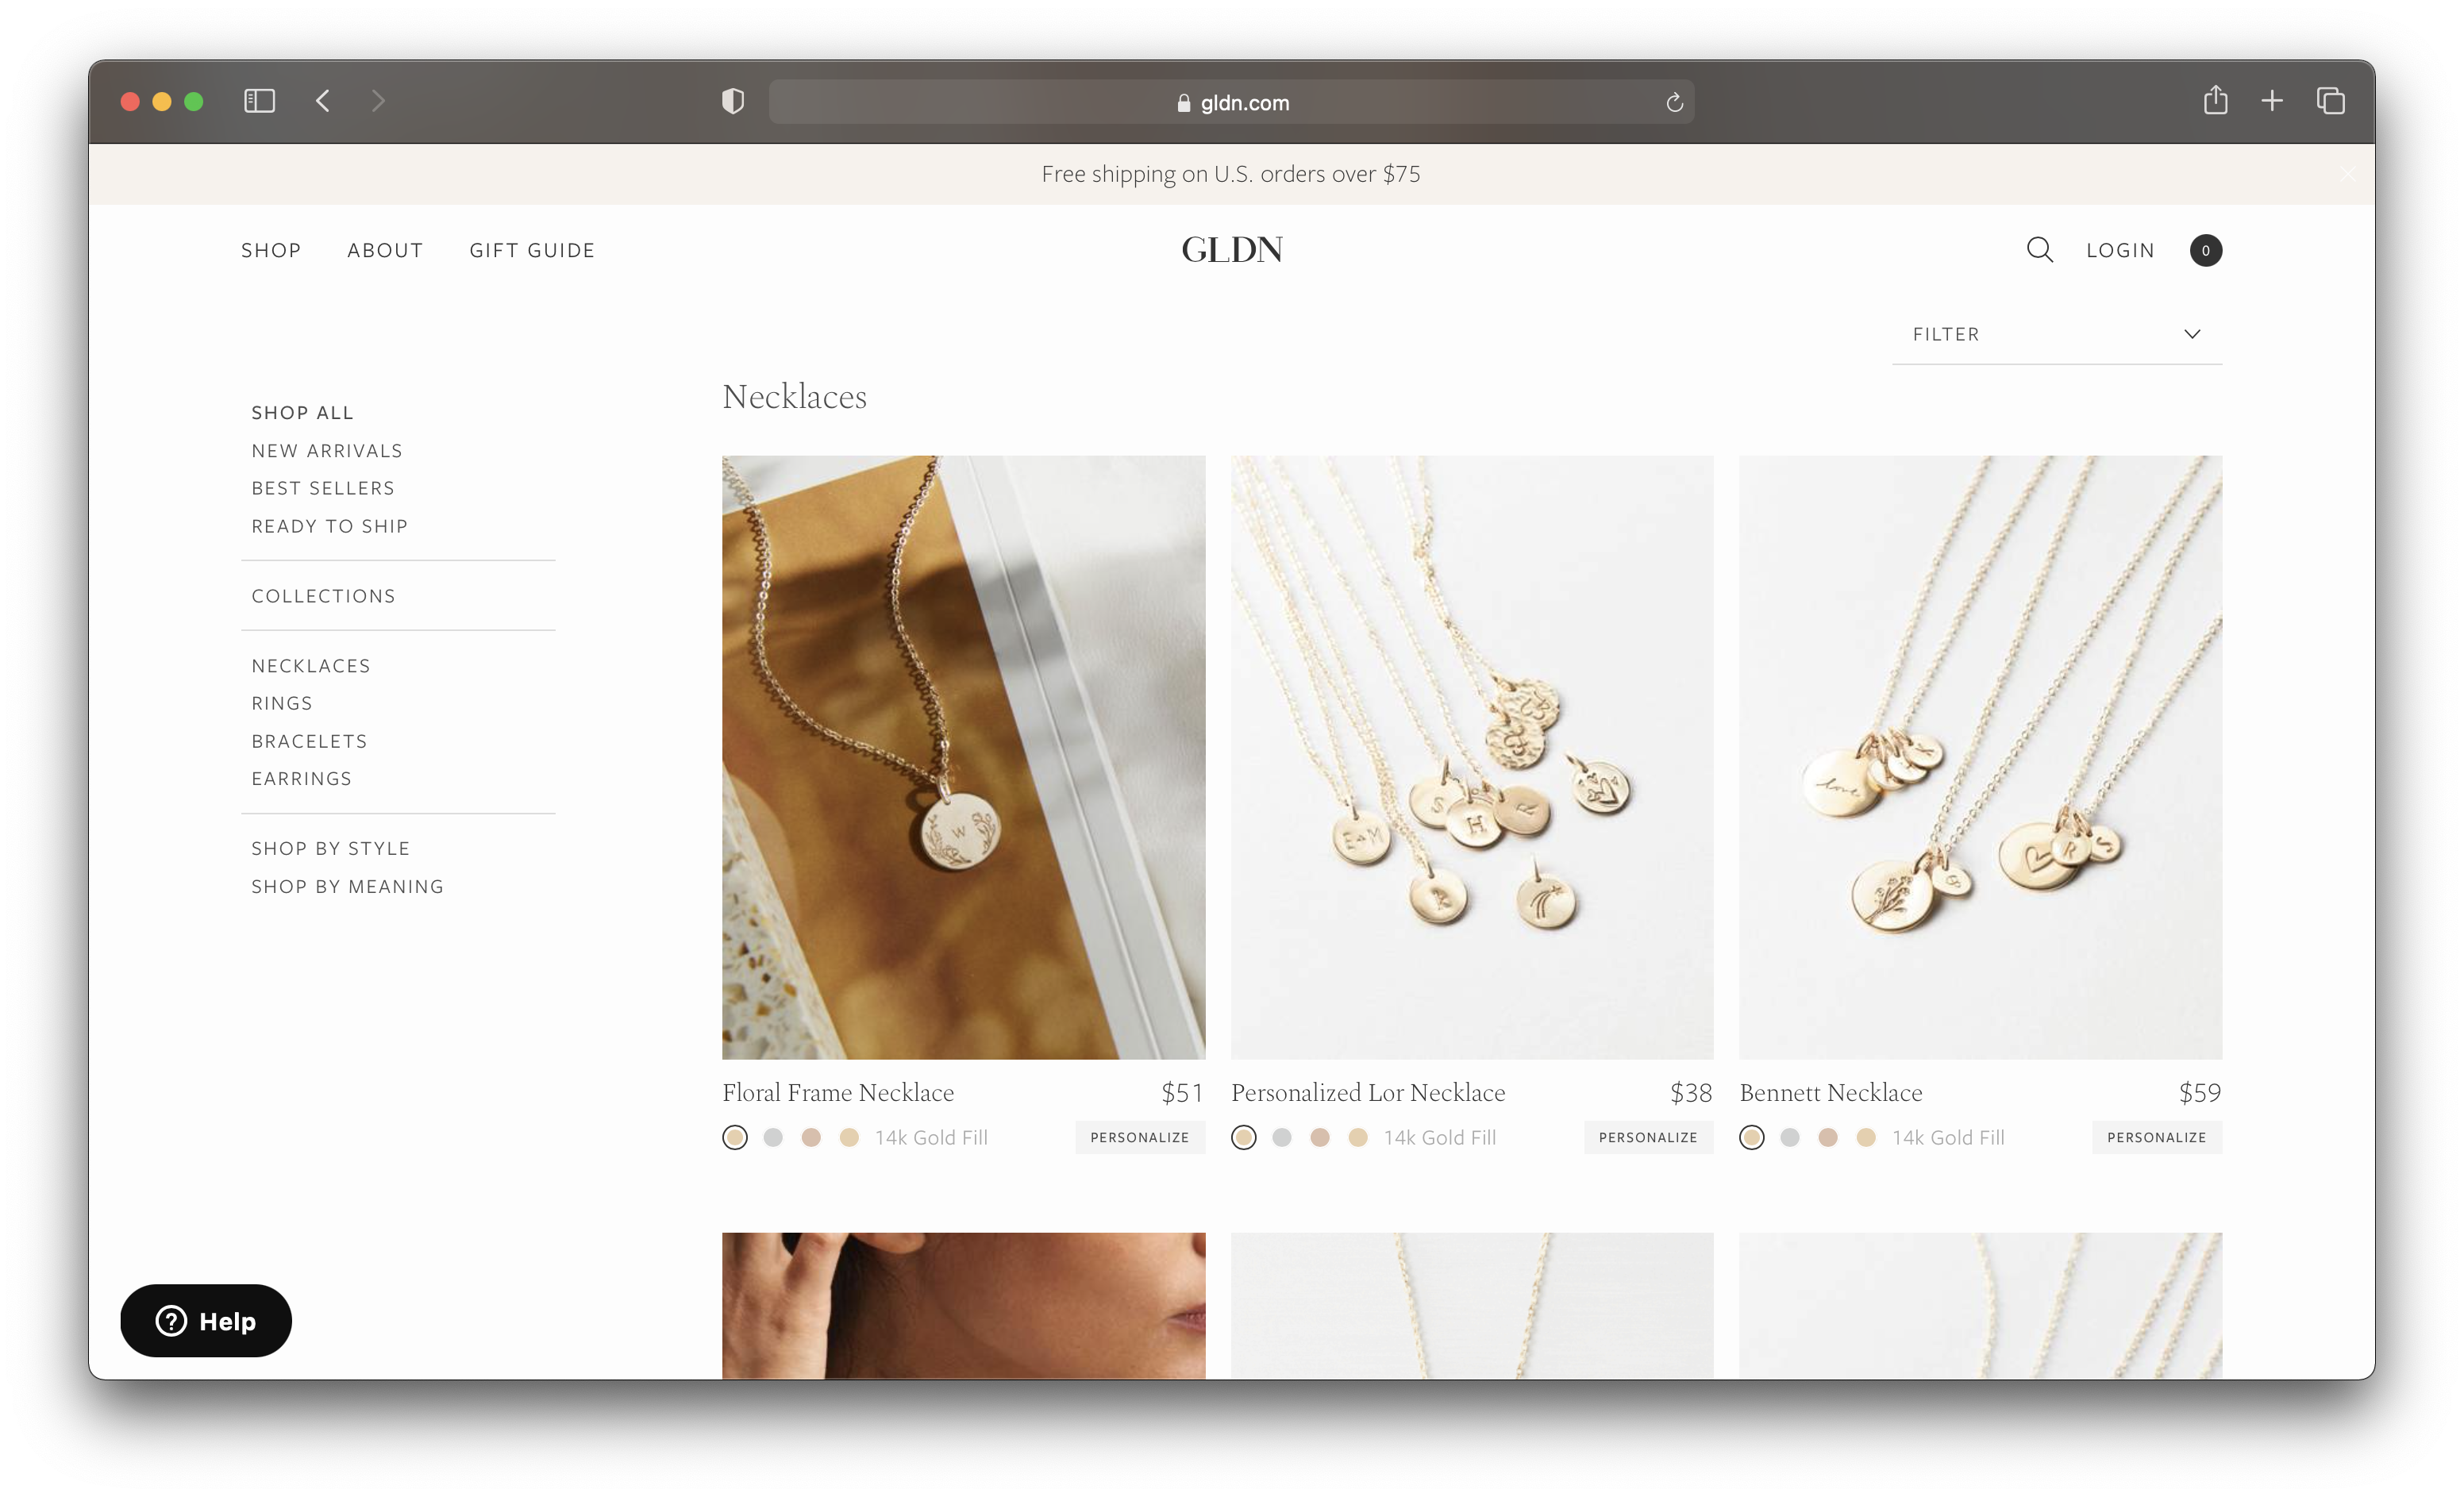 gldn.com
Free shipping on U.S. orders over $75
SHOP ABOUT GIFT GUIDE GLDN LOGIN 0
FILTER
SHOP ALL
NEW ARRIVALS
BEST SELLERS
READY TO SHIP
COLLECTIONS
NECKLACES
RINGS
BRACELETS
EARRINGS
SHOP BY STYLE
SHOP BY MEANING
Necklaces
W
E+M
S
H
R
R
love
R
S
Floral Frame Necklace $51
14k Gold Fill PERSONALIZE
Personalized Lor Necklace $38
14k Gold Fill PERSONALIZE
Bennett Necklace $59
14k Gold Fill PERSONALIZE
Help